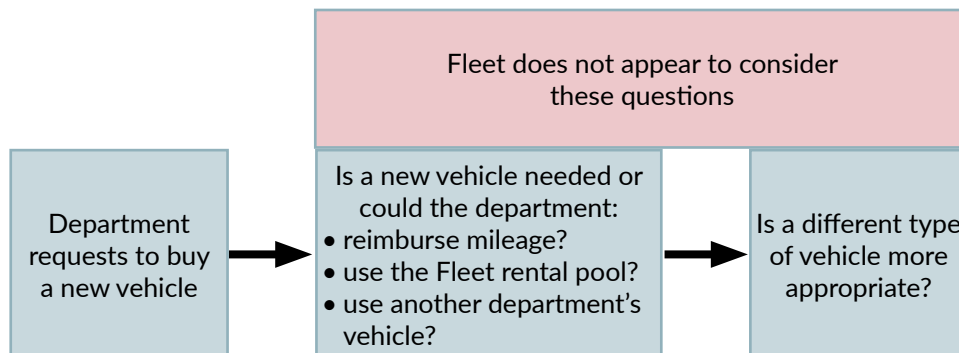 Fleet does not appear to consider
these questions
Department
requests to buy
a new vehicle
Is a new vehicle needed or
could the department:
• reimburse mileage?
• use the Fleet rental pool?
• use another department’s
vehicle?
Is a different type
of vehicle more
appropriate?